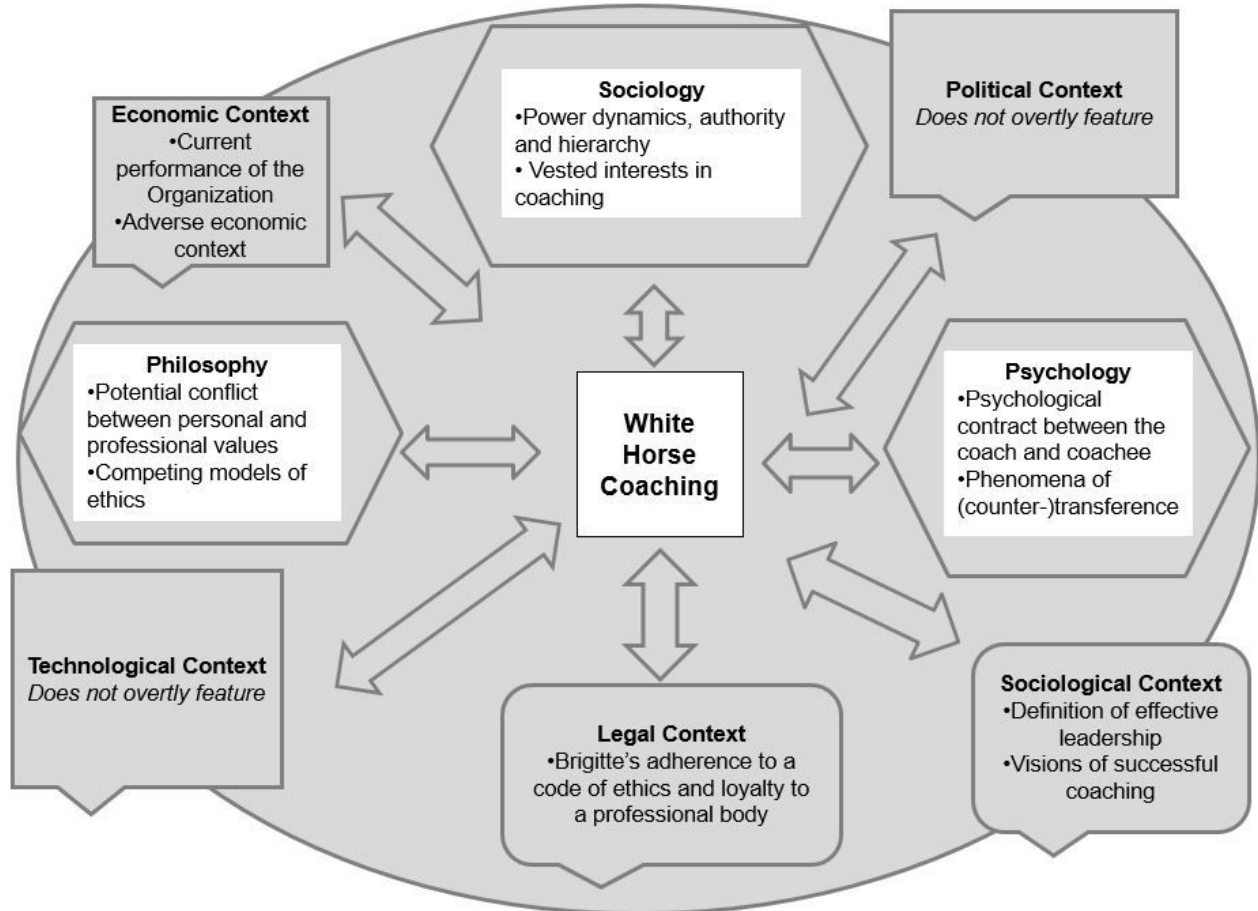 Economic Context
•Current
performance of the
Organization
•Adverse economic
context
Sociology
•Power dynamics, authority
and hierarchy
• Vested interests in
coaching
Political Context
Does not overtly feature
Philosophy
•Potential conflict
between personal and
professional values
•Competing models of
ethics
White
Horse
Coaching
Psychology
•Psychological
contract between the
coach and coachee
•Phenomena of
(counter-)transference
Technological Context
Does not overtly feature
Legal Context
•Brigitte’s adherence to a
code of ethics and loyalty to
a professional body
Sociological Context
•Definition of effective
leadership
•Visions of successful
coaching